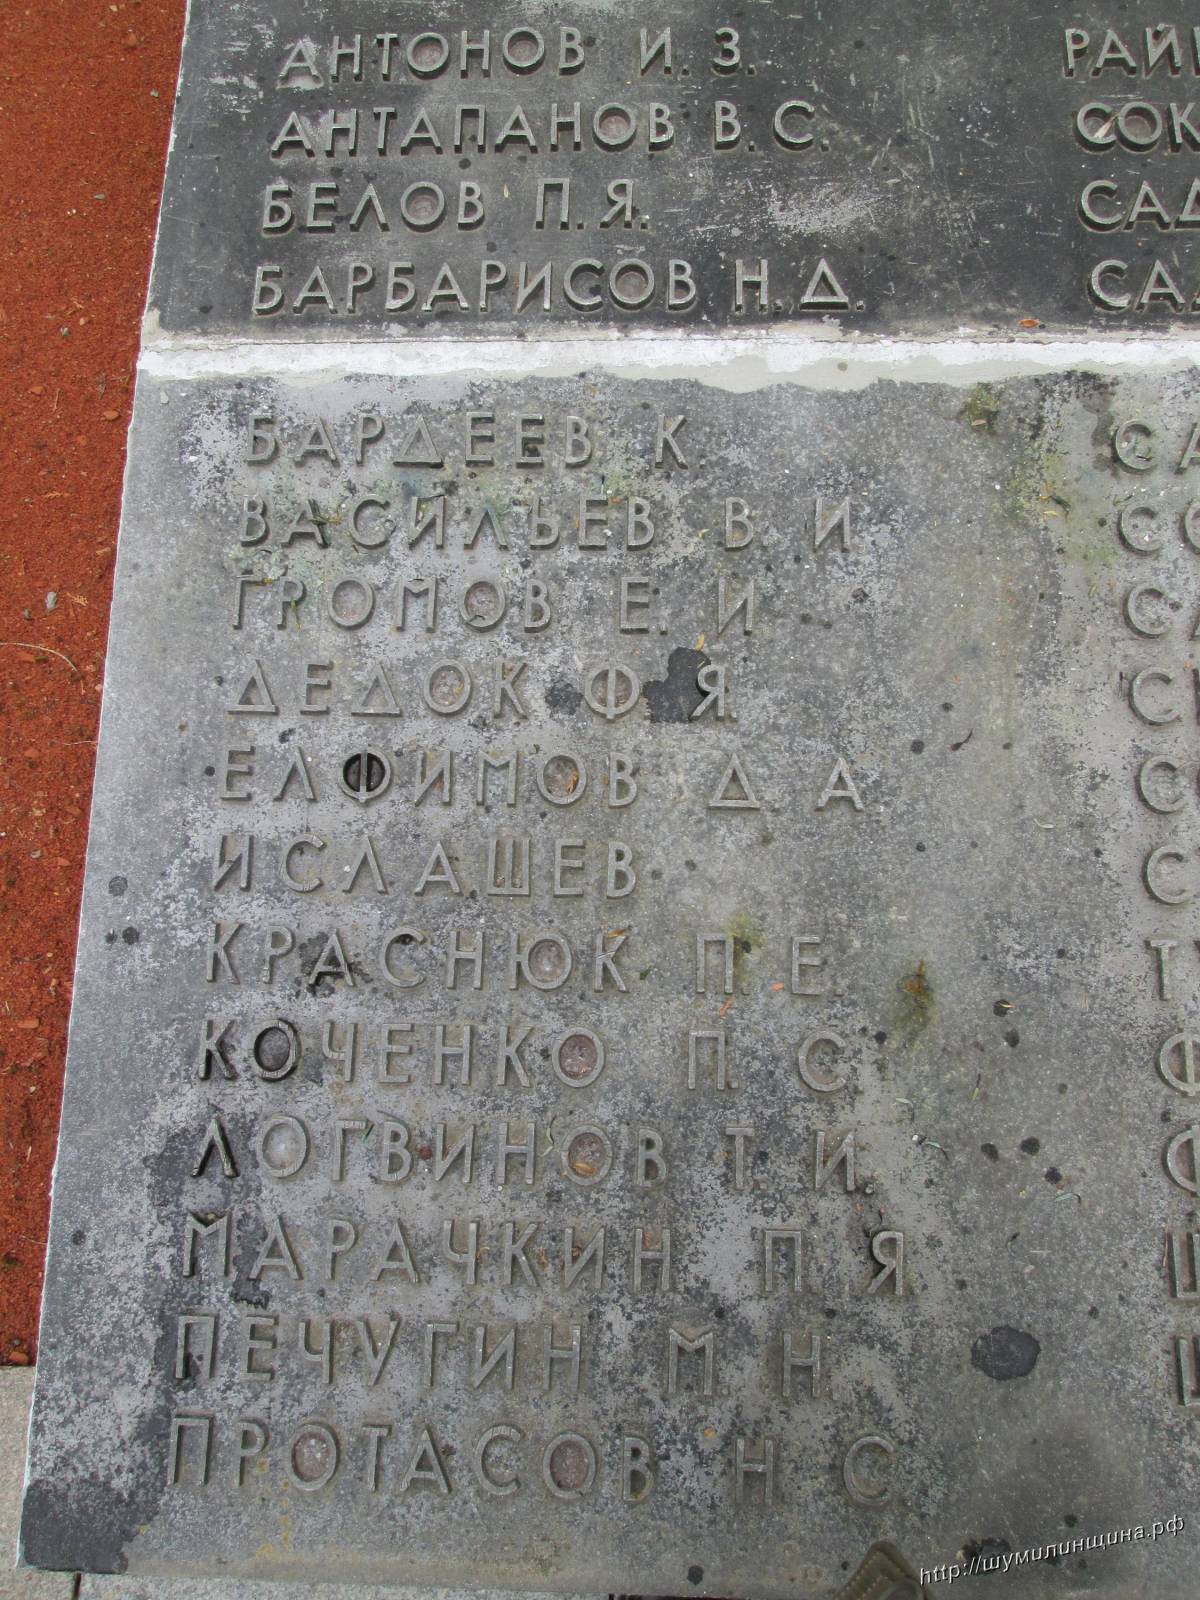 АНТОНОВ И. З.
АНТАПАНОВ В. С.
БЕЛОВ П. Я.
БАРБАРИСОВ Н. Д.
БАРДЕЕВ К.
ВАСИЛЬЕВ В. И.
ГРОМОВ Е. И
ДЕДОК Ф. Я.
ЕЛФИМОВ Д. А.
ИСЛАШЕВ
КРАСНЮК П. Е.
КОЧЕНКО П. С.
ЛОГВИНОВ Т. И.
МАРАЧКИН П. Я.
ПЕЧУГИН М. Н.
ПРОТАСОВ Н. С.
http://шумилинщина.рф